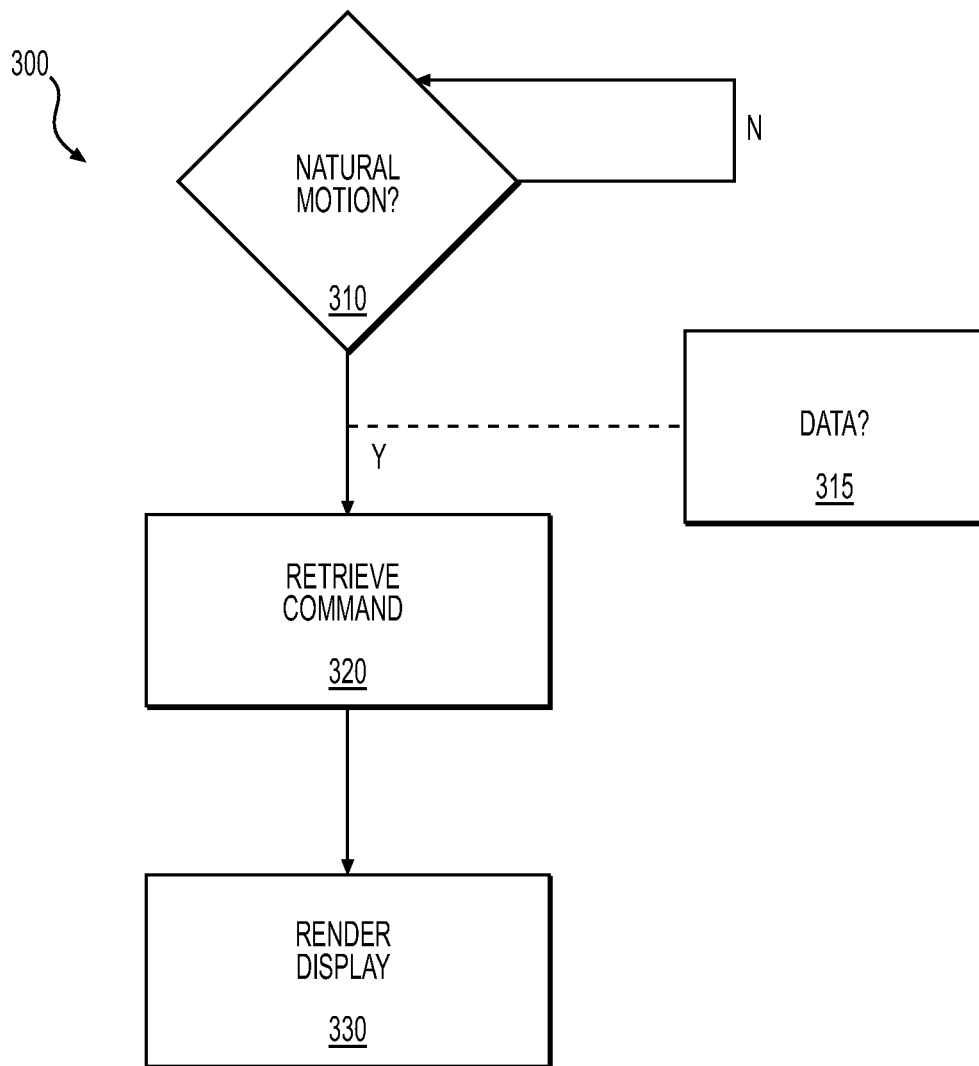 300
NATURAL
MOTION?
310
N
Y
DATA?
315
RETRIEVE
COMMAND
320
RENDER
DISPLAY
330